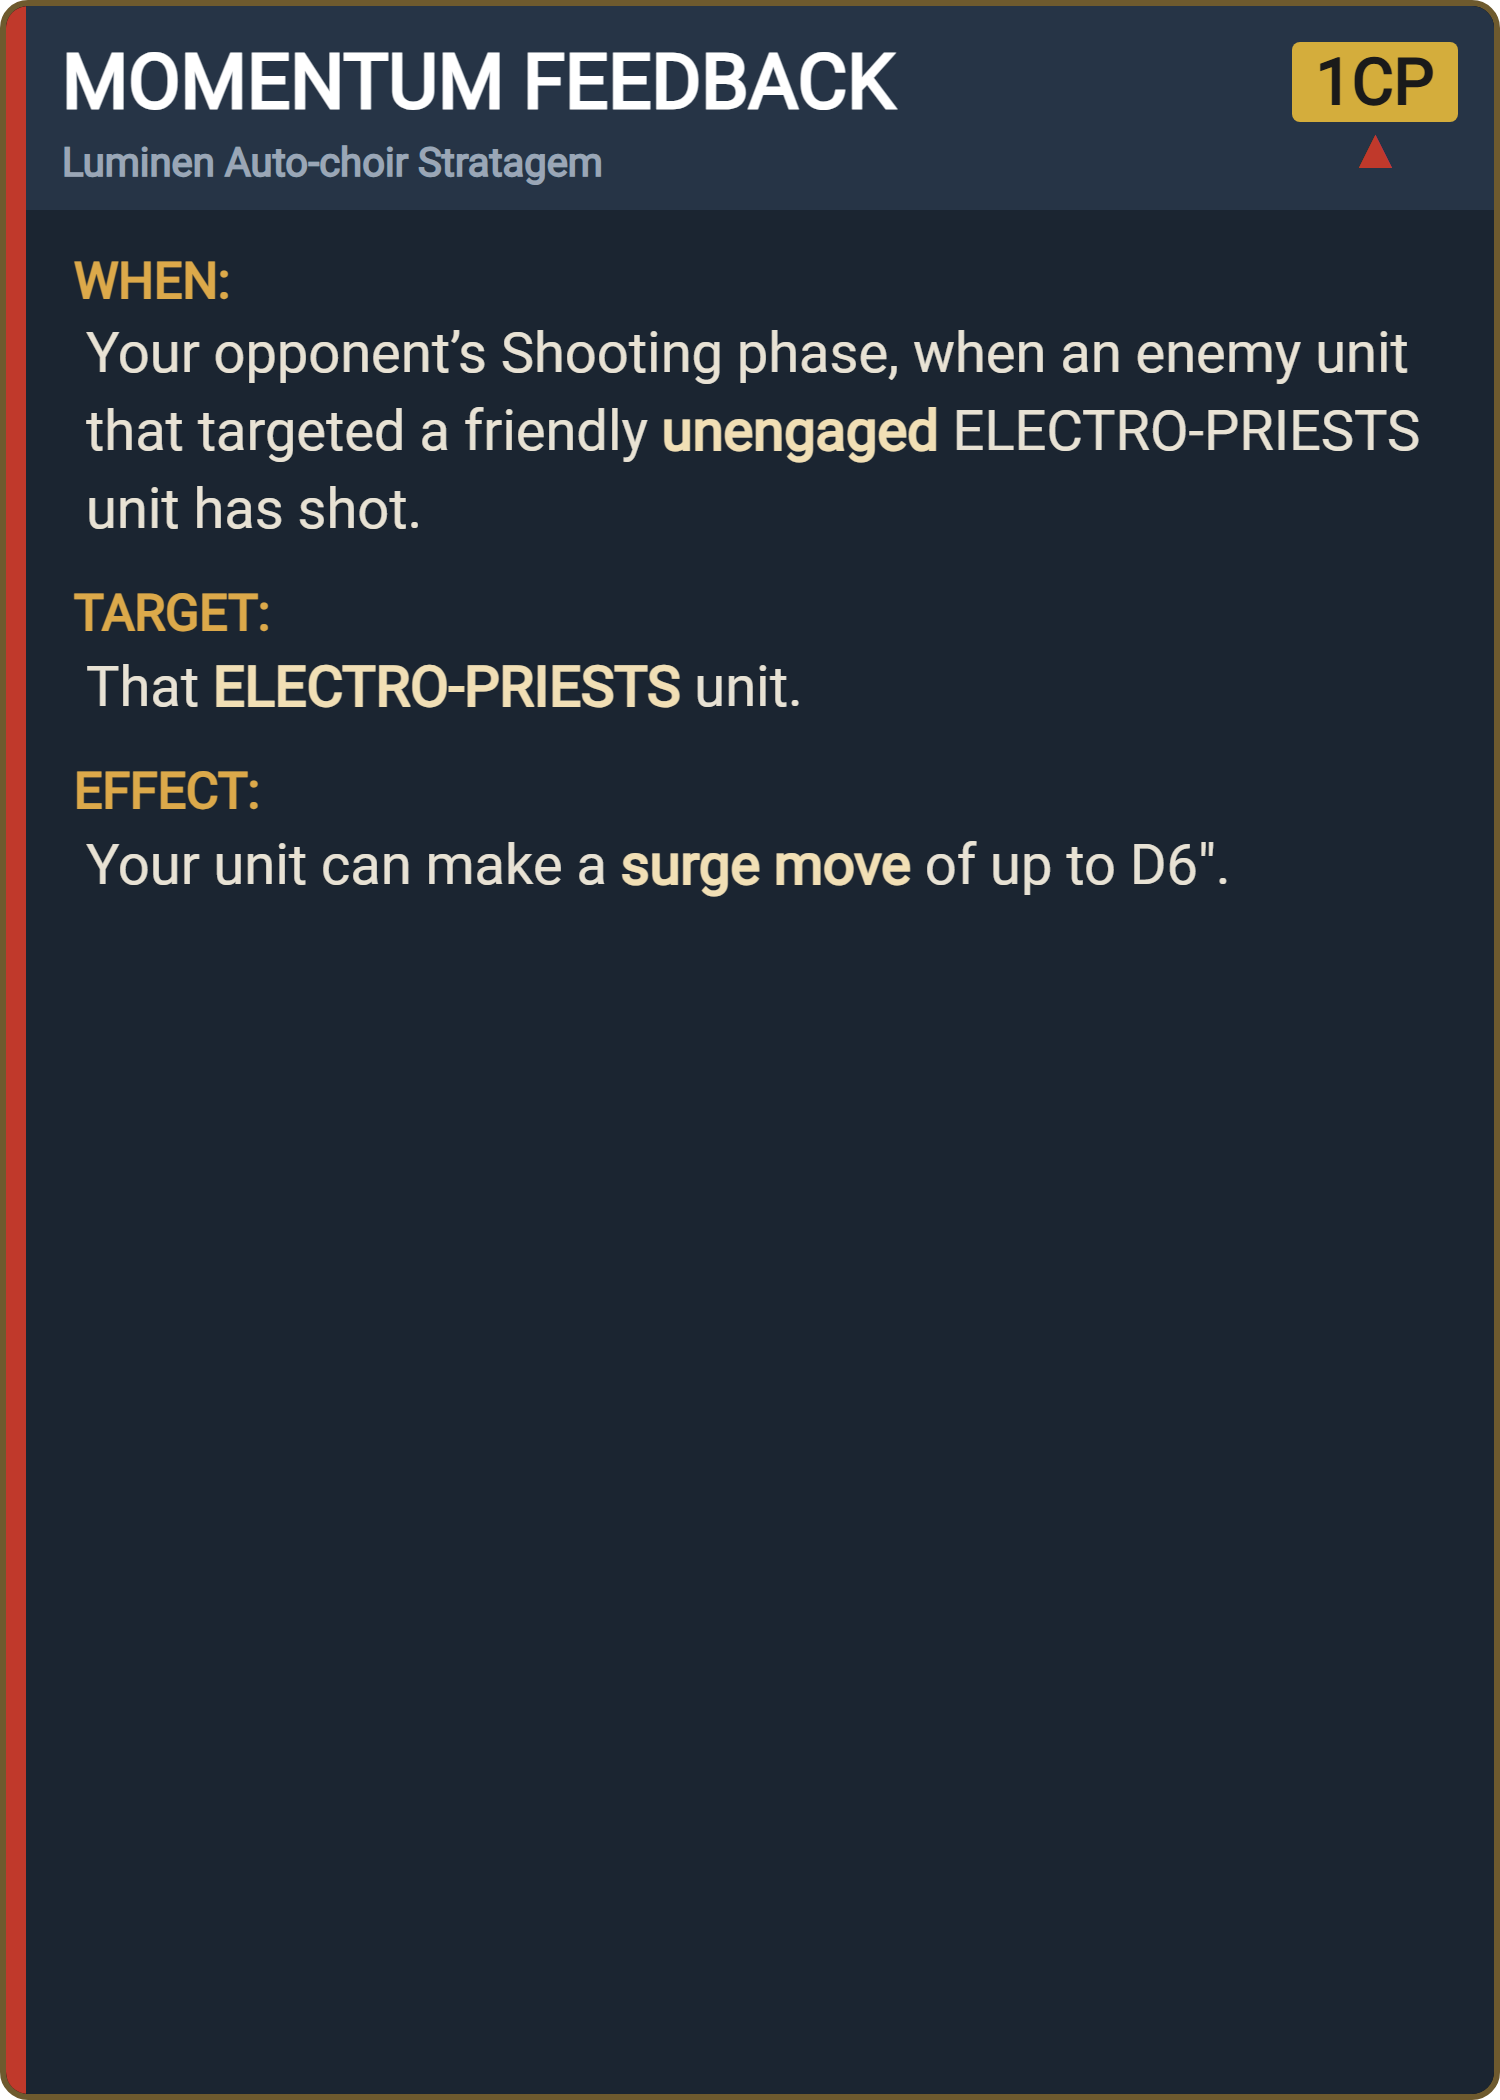 MOMENTUM FEEDBACK
1CP
Luminen Auto-choir Stratagem
WHEN:
Your opponent’s Shooting phase, when an enemy unit
that targeted a friendly unengaged ELECTRO-PRIESTS
unit has shot.
TARGET:
That ELECTRO-PRIESTS unit.
EFFECT:
Your unit can make a surge move of up to D6".